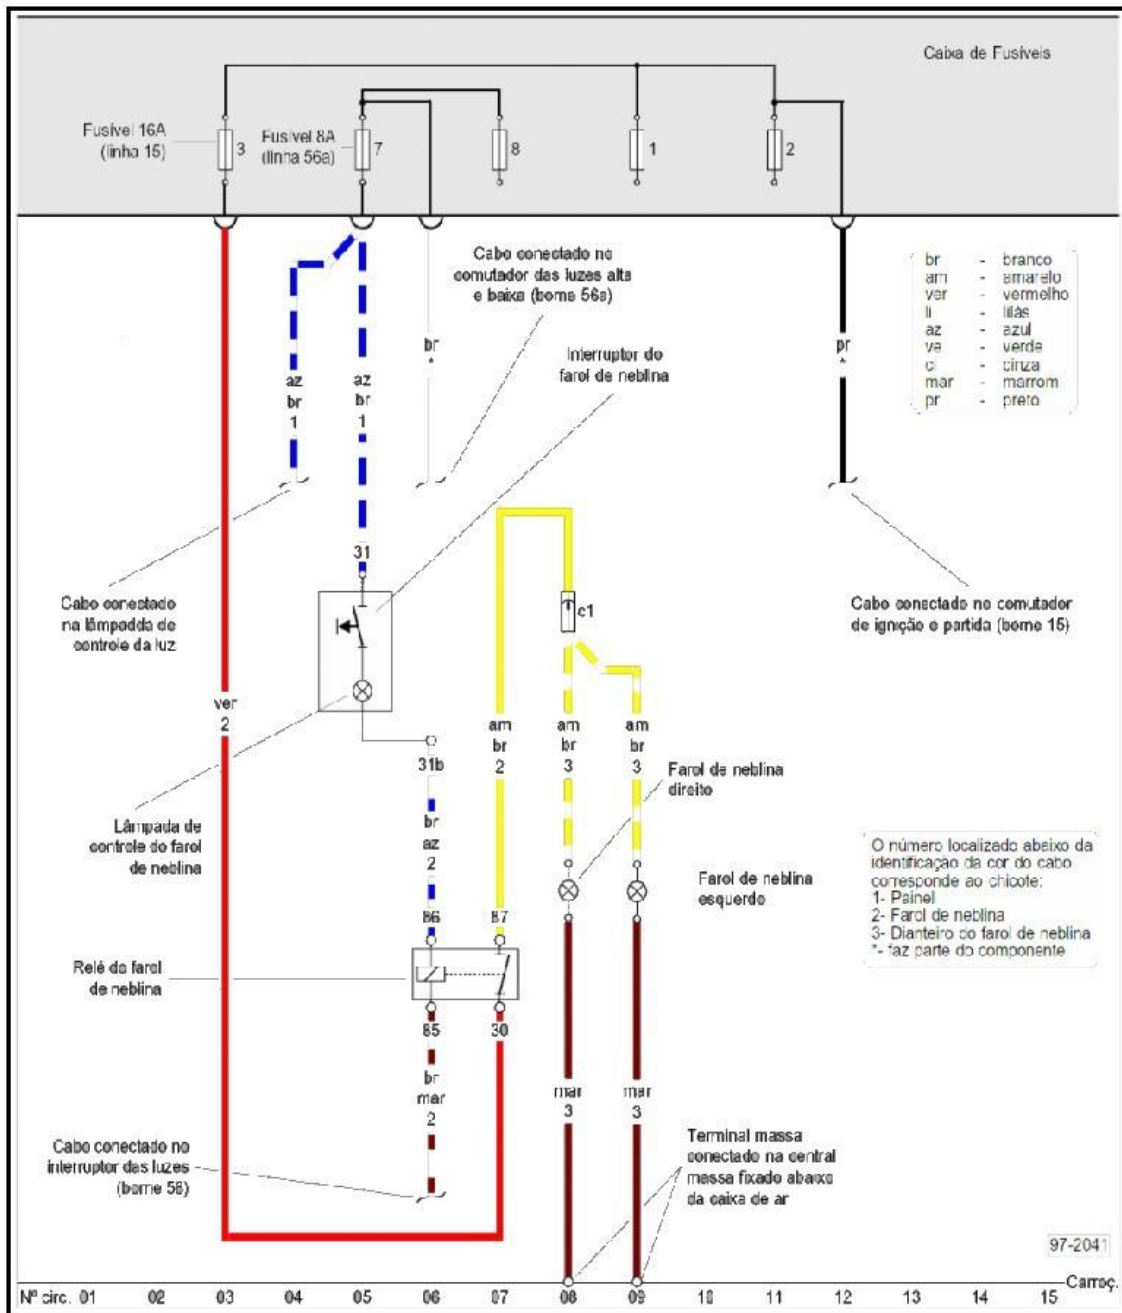 Caixa de Fusíveis
Fusível 16A
(linha 15)
3
Fusível 8A
(linha 56a)
7
8
1
2
Cabo conectado no
comutador das luzes alta
e baixa (borne 56a)
br
*
Interruptor do
farol de neblina
pr
*
br - branco
am - amarelo
ver - vermelho
li - lilás
az - azul
ve - verde
ci - cinza
mar - marrom
pr - preto
az
br
1
az
br
1
31
Cabo conectado
na lâmpadda de
controle da luz
c1
Cabo conectado no comutador
de ignição e partida (borne 15)
ver
2
31b
am
br
2
am
br
3
am
br
3
Farol de neblina
direito
Lâmpada de
controle do farol
de neblina
br
az
2
Farol de neblina
esquerdo
O número localizado abaixo da
identificação da cor do cabo
corresponde ao chicote:
1- Painel
2- Farol de neblina
3- Dianteiro do farol de neblina
*- faz parte do componente
86
87
Relé do farol
de neblina
85
30
br
mar
2
mar
3
mar
3
Cabo conectado no
interruptor das luzes
(borne 58)
Terminal massa
conectado na central
massa fixado abaixo
da caixa de ar
97-2041
Carroç.
Nº circ. 01 02 03 04 05 06 07 08 09 10 11 12 13 14 15